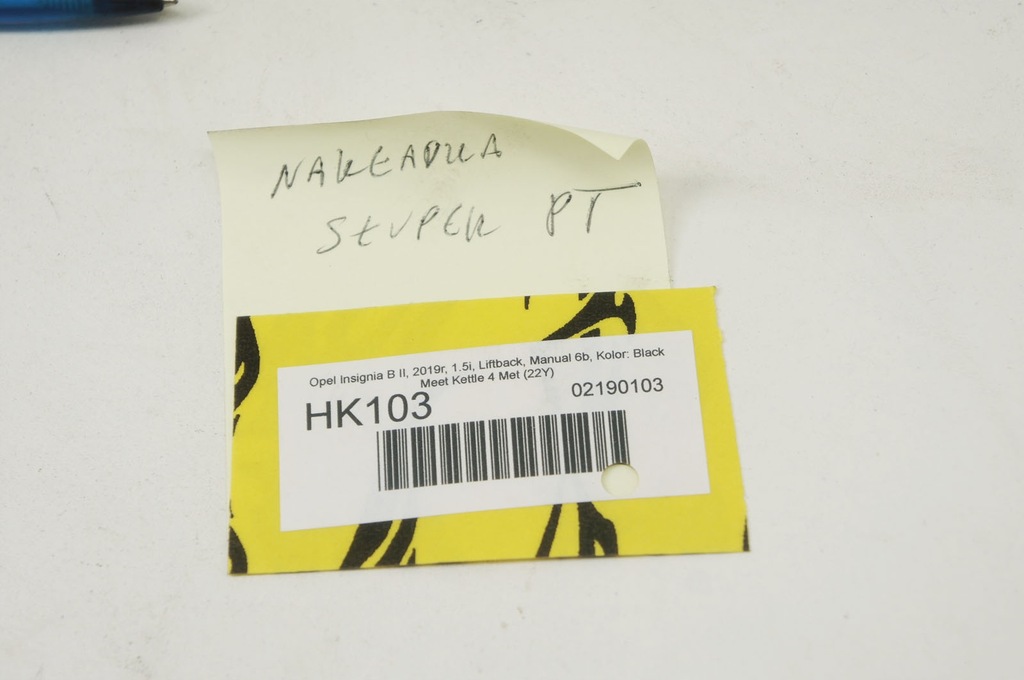 NAKŁADKA
SŁUPEK PT
Opel Insignia B II, 2019r, 1.5i, Liftback, Manual 6b, Kolor: Black
Meet Kettle 4 Met (22Y)
HK103 02190103